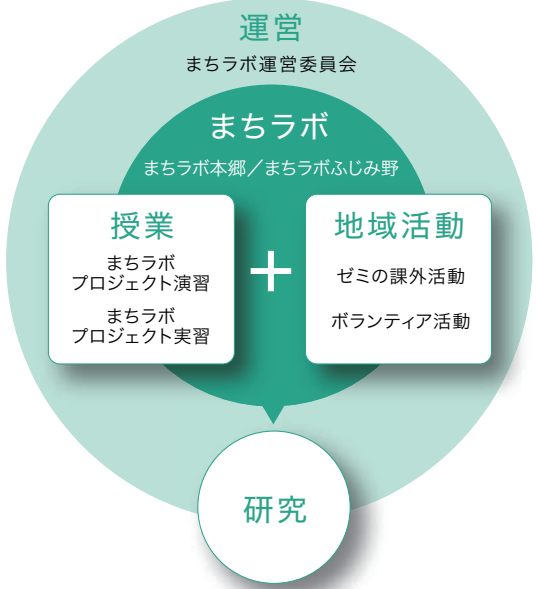 運営
まちラボ運営委員会
まちラボ
まちラボ本郷／まちラボふじみ野
授業
まちラボ
プロジェクト演習
まちラボ
プロジェクト実習
+
地域活動
ゼミの課外活動
ボランティア活動
研究